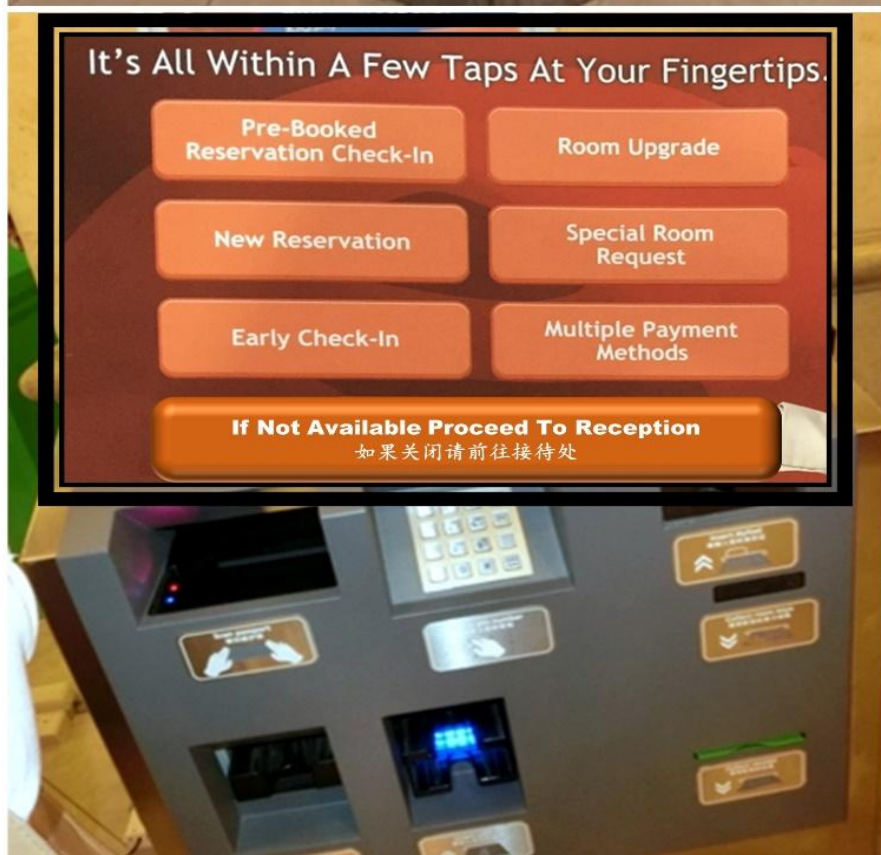 It's All Within A Few Taps At Your Fingertips.
Pre-Booked
Reservation Check-In
Room Upgrade
New Reservation
Special Room
Request
Early Check-In
Multiple Payment
Methods
If Not Available Proceed To Reception
如果关闭请前往接待处
Scan passport